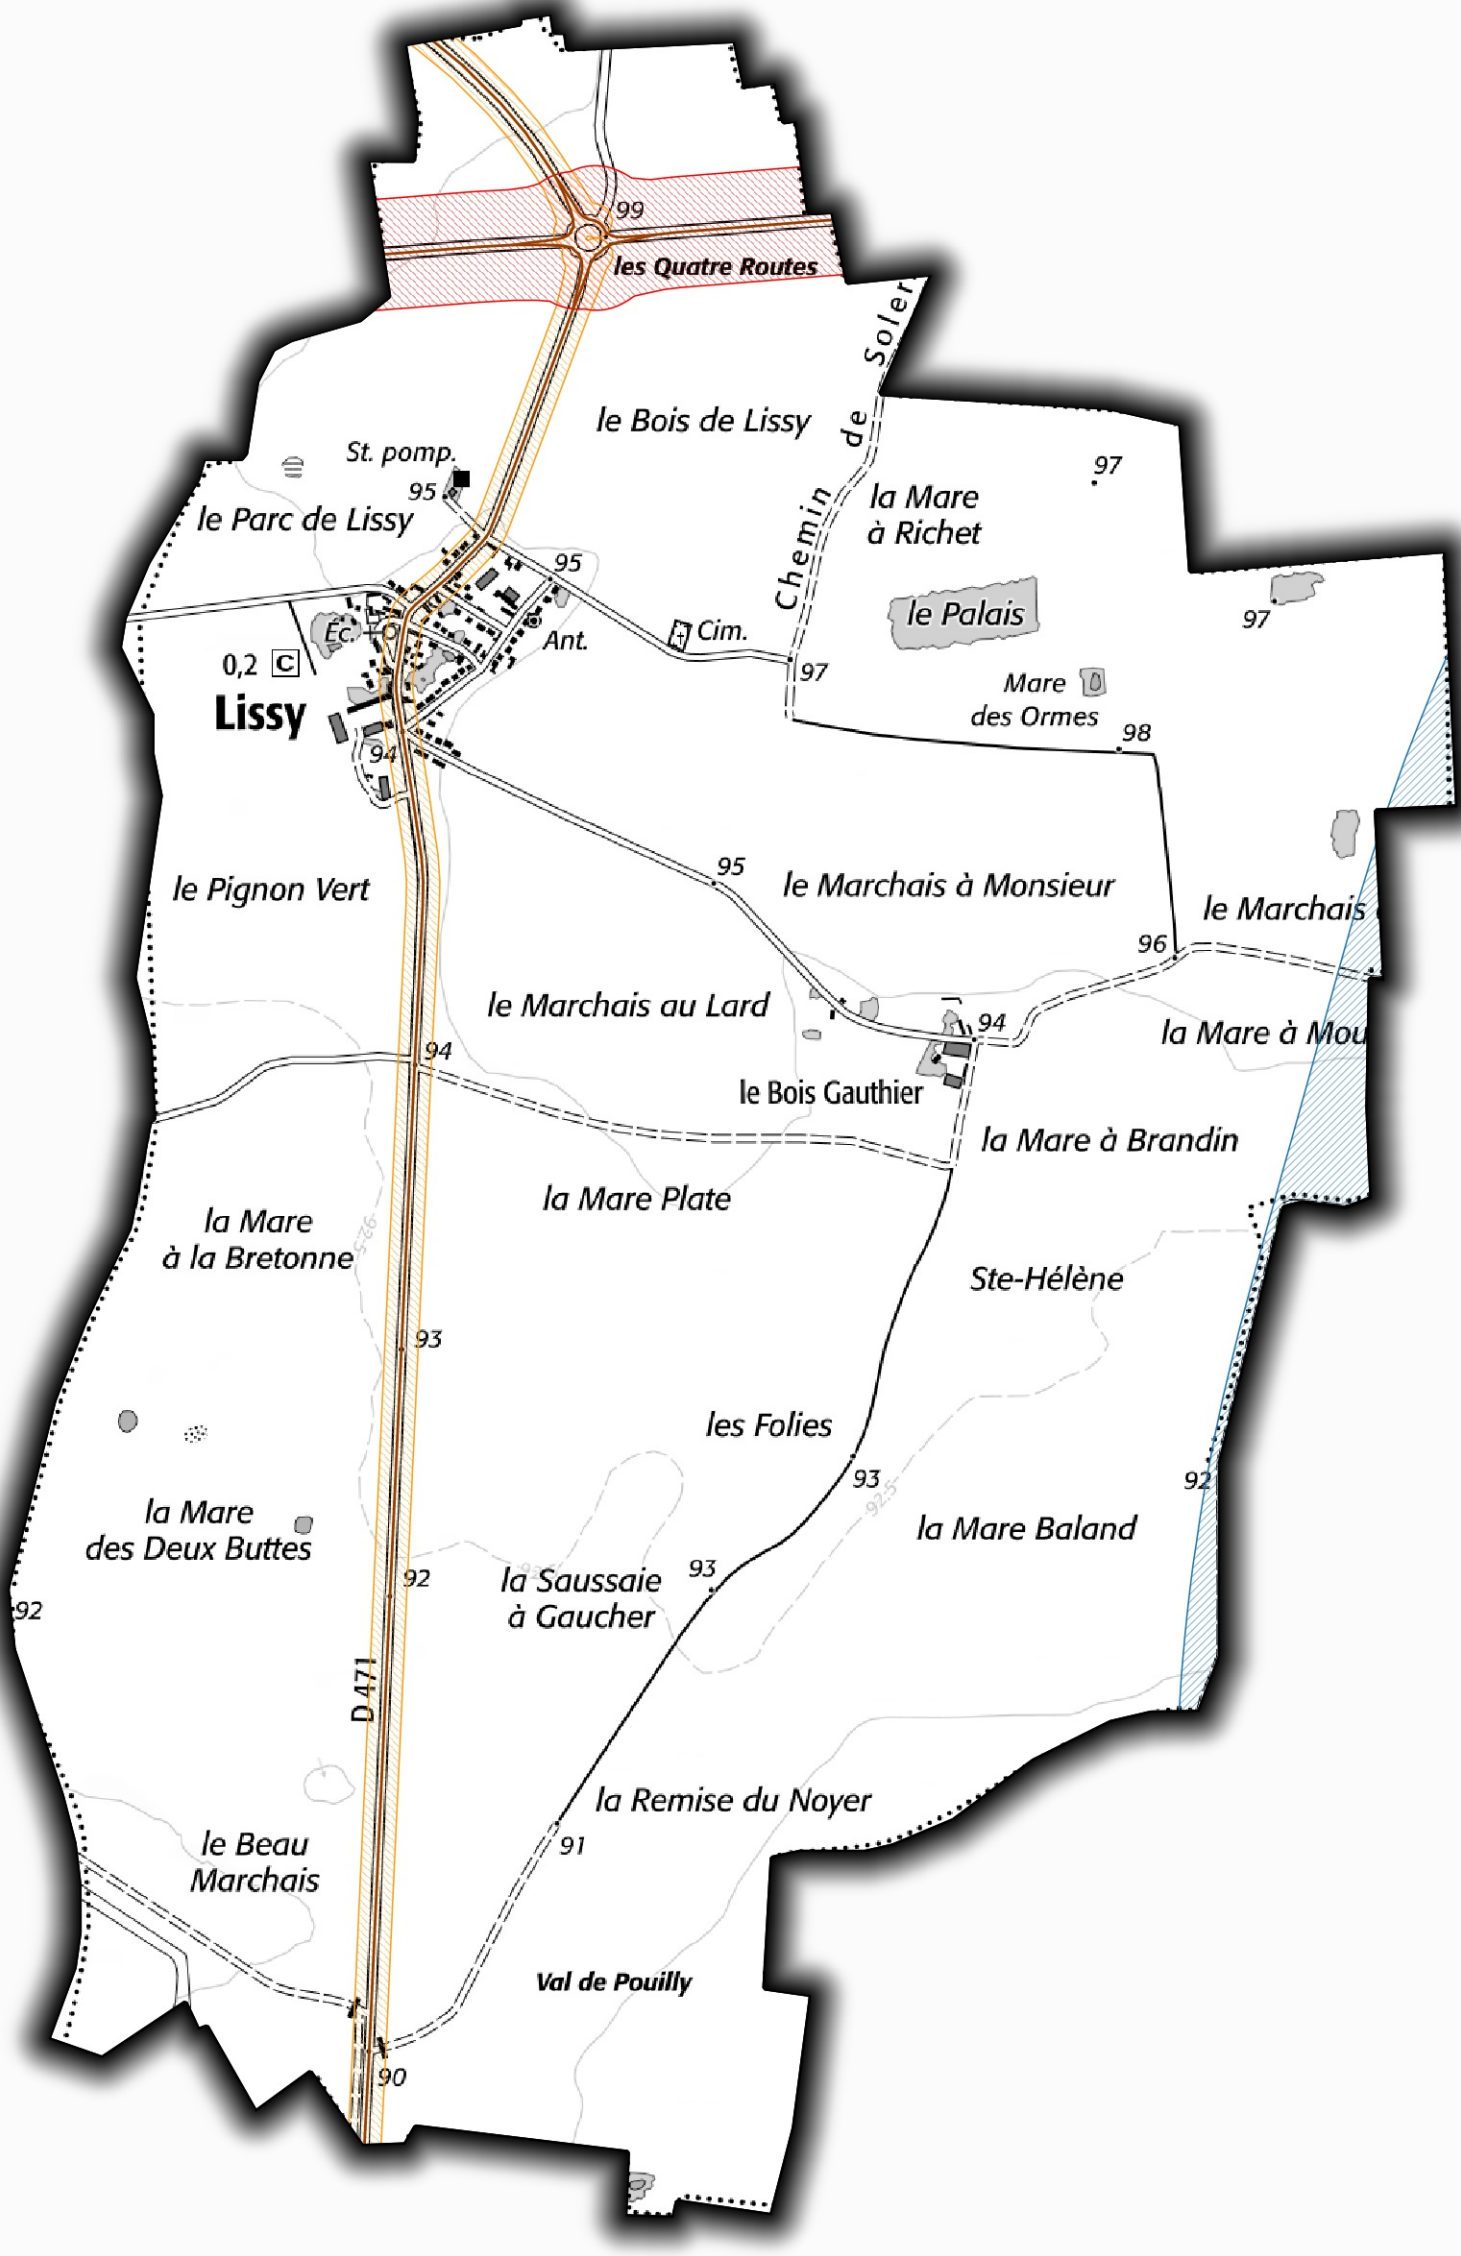 99
les Quatre Routes
Chemin de Soler
le Bois de Lissy
St. pomp.
95
97
la Mare
à Richet
le Parc de Lissy
95
le Palais
97
Éc.
Ant.
Cim.
0,2 C
97
Mare
des Ormes
Lissy
98
94
95
le Pignon Vert
le Marchais à Monsieur
le Marchais
96
le Marchais au Lard
94
la Mare à Mou
94
le Bois Gauthier
la Mare à Brandin
la Mare Plate
la Mare
à la Bretonne
92.5
Ste-Hélène
93
les Folies
93
92
92.5
la Mare
des Deux Buttes
la Mare Baland
92
93
la Saussaie
à Gaucher
92
D 471
la Remise du Noyer
91
le Beau
Marchais
Val de Pouilly
90